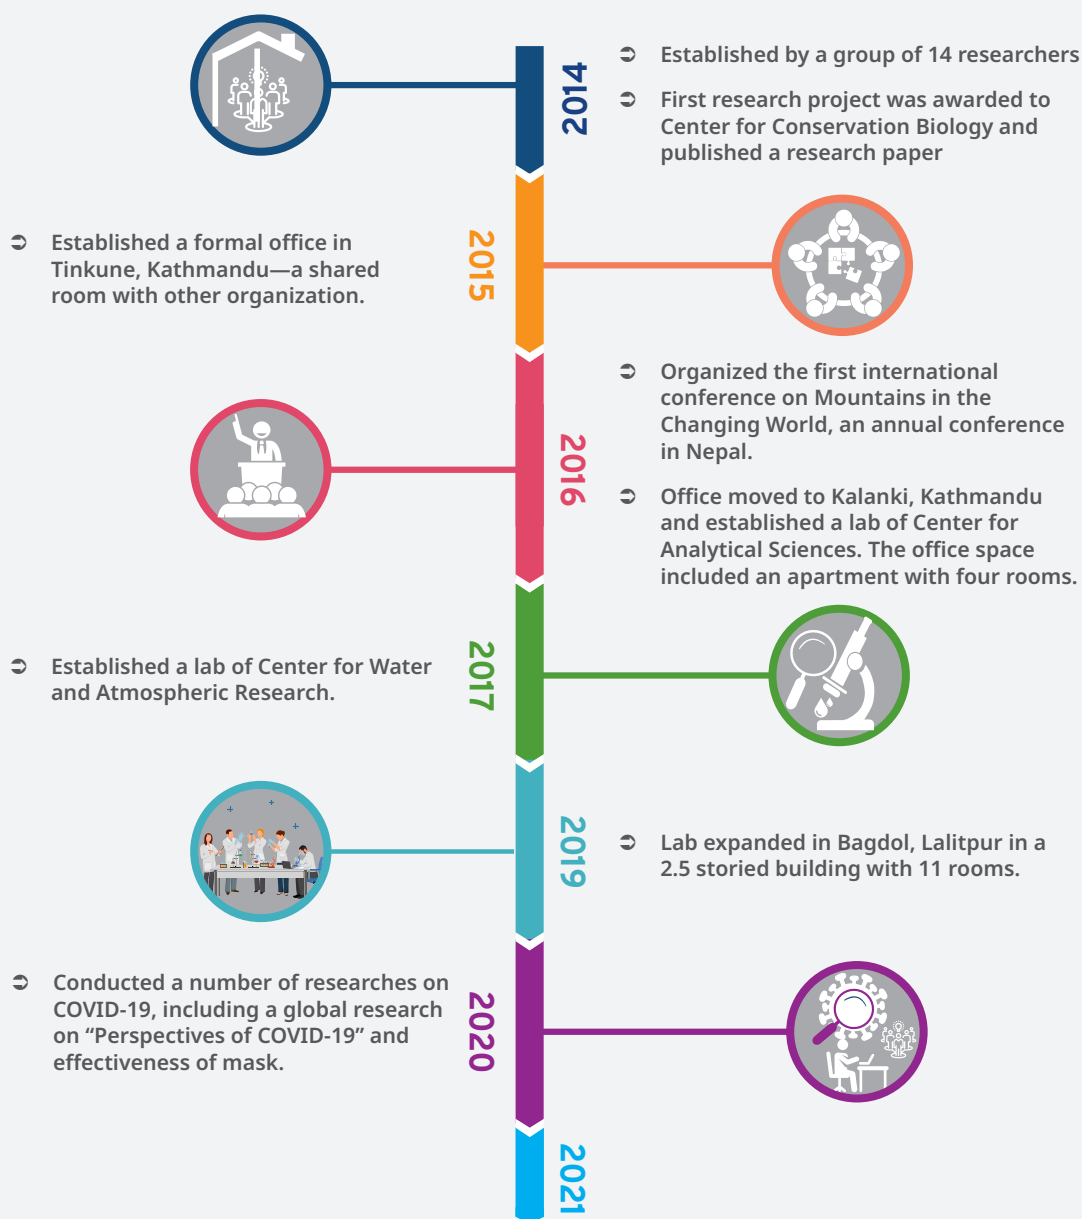 2014
➲ Established by a group of 14 researchers
➲ First research project was awarded to
Center for Conservation Biology and
published a research paper
2015
➲ Established a formal office in
Tinkune, Kathmandu—a shared
room with other organization.
2016
➲ Organized the first international
conference on Mountains in the
Changing World, an annual conference
in Nepal.
➲ Office moved to Kalanki, Kathmandu
and established a lab of Center for
Analytical Sciences. The office space
included an apartment with four rooms.
2017
➲ Established a lab of Center for Water
and Atmospheric Research.
2019
➲ Lab expanded in Bagdol, Lalitpur in a
2.5 storied building with 11 rooms.
2020
➲ Conducted a number of researches on
COVID-19, including a global research
on “Perspectives of COVID-19” and
effectiveness of mask.
2021